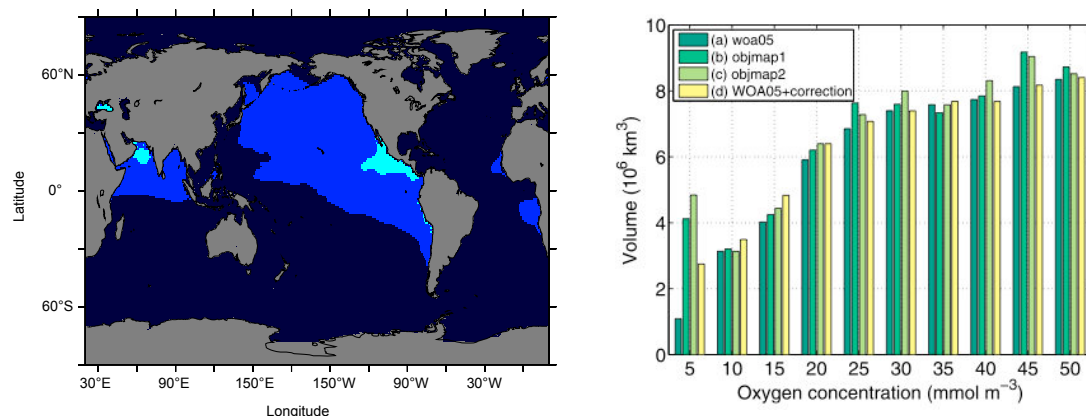 60°N
0°
60°S
Latitude
30°E
90°E
150°E
150°W
90°W
30°W
Longitude
10
8
6
4
2
0
Volume (10⁶ km³)
(a) woa05
(b) objmap1
(c) objmap2
(d) WOA05+correction
5
10
15
20
25
30
35
40
45
50
Oxygen concentration (mmol m⁻³)